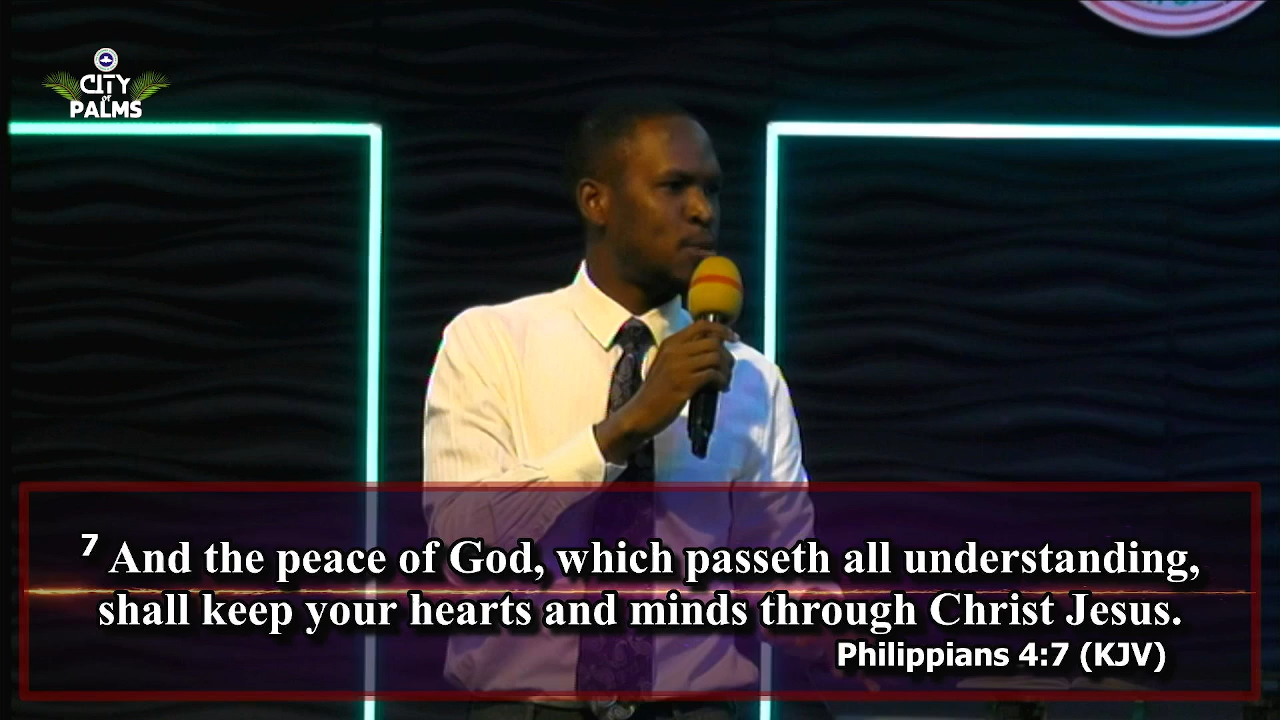 CITY
of
PALMS
7 And the peace of God, which passeth all understanding,
shall keep your hearts and minds through Christ Jesus.
Philippians 4:7 (KJV)